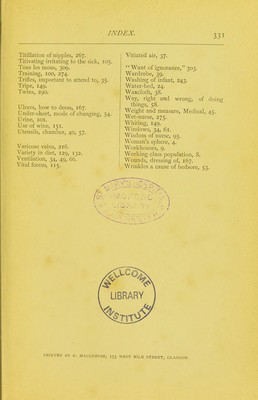 INDEX.
331
Titillation of nipples, 267.
Titivating irritating to the sick, 105.
Tous les mous, 309.
Training, 100, 274.
Trifles, important to attend to, 35.
Tripe, 149.
Twins, 290.
Ulcers, how to dress, 167.
Under-sheet, mode of changing, 54.
Urine, 101.
Use of wine, 151.
Utensils, chamber, 40, 57.
Varicose veins, 216.
Variety in diet, 129, 132.
Ventilation, 34, 49, 66.
Vital forces, 115.
Vitiated air, 37.
"Want of ignorance," 303.
Wardrobe, 39.
Washing of infant, 243.
Water-bed, 24.
Waxcloth, 38.
Way, right and wrong, of doing
things, 58.
Weight and measure, Medical, 45.
Wet-nurse, 275.
Whiting, 149.
Windows, 34, 61.
Wisdom of nurse, 95.
Woman's sphere, 4.
Workhouses, 9.
Working class population, 8.
Wounds, dressing of, 167.
Wrinkles a cause of bedsore, 53.
LIBRARY
WELLCOME
LIBRARY
INSTITUTE
PRINTED BY
153 WEST NILE STREET, GLASGOW.